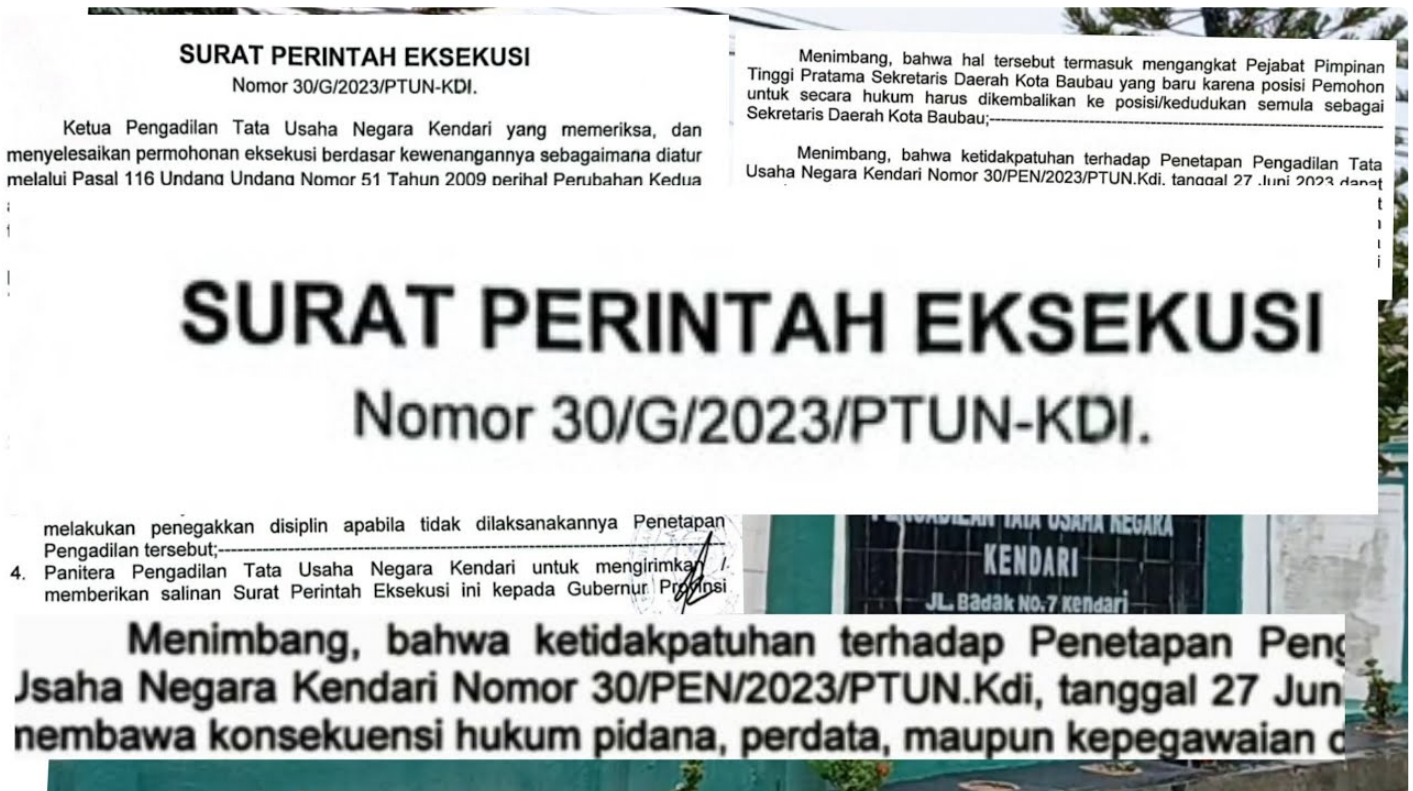 SURAT PERINTAH EKSEKUSI
Nomor 30/G/2023/PTUN-KDI.
Ketua Pengadilan Tata Usaha Negara Kendari yang memeriksa, dan
menyelesaikan permohonan eksekusi berdasar kewenangannya sebagaimana diatur
melalui Pasal 116 Undang Undang Nomor 51 Tahun 2009 perihal Perubahan Kedua
Menimbang, bahwa hal tersebut termasuk mengangkat Pejabat Pimpinan
Tinggi Pratama Sekretaris Daerah Kota Baubau yang baru karena posisi Pemohon
untuk secara hukum harus dikembalikan ke posisi/kedudukan semula sebagai
Sekretaris Daerah Kota Baubau;
Menimbang, bahwa ketidakpatuhan terhadap Penetapan Pengadilan Tata
Usaha Negara Kendari Nomor 30/PEN/2023/PTUN.Kdi, tanggal 27 Juni 2023 dapat
SURAT PERINTAH EKSEKUSI
Nomor 30/G/2023/PTUN-KDI.
melakukan penegakkan disiplin apabila tidak dilaksanakannya Penetapan
Pengadilan tersebut;
4. Panitera Pengadilan Tata Usaha Negara Kendari untuk mengirimkan /
memberikan salinan Surat Perintah Eksekusi ini kepada Gubernur Provinsi
PENGADILAN TATA USAHA NEGARA
KENDARI
JL. Badak NO.7 Kendari
Menimbang, bahwa ketidakpatuhan terhadap Penetapan Peng
Usaha Negara Kendari Nomor 30/PEN/2023/PTUN.Kdi, tanggal 27 Jun
membawa konsekuensi hukum pidana, perdata, maupun kepegawaian